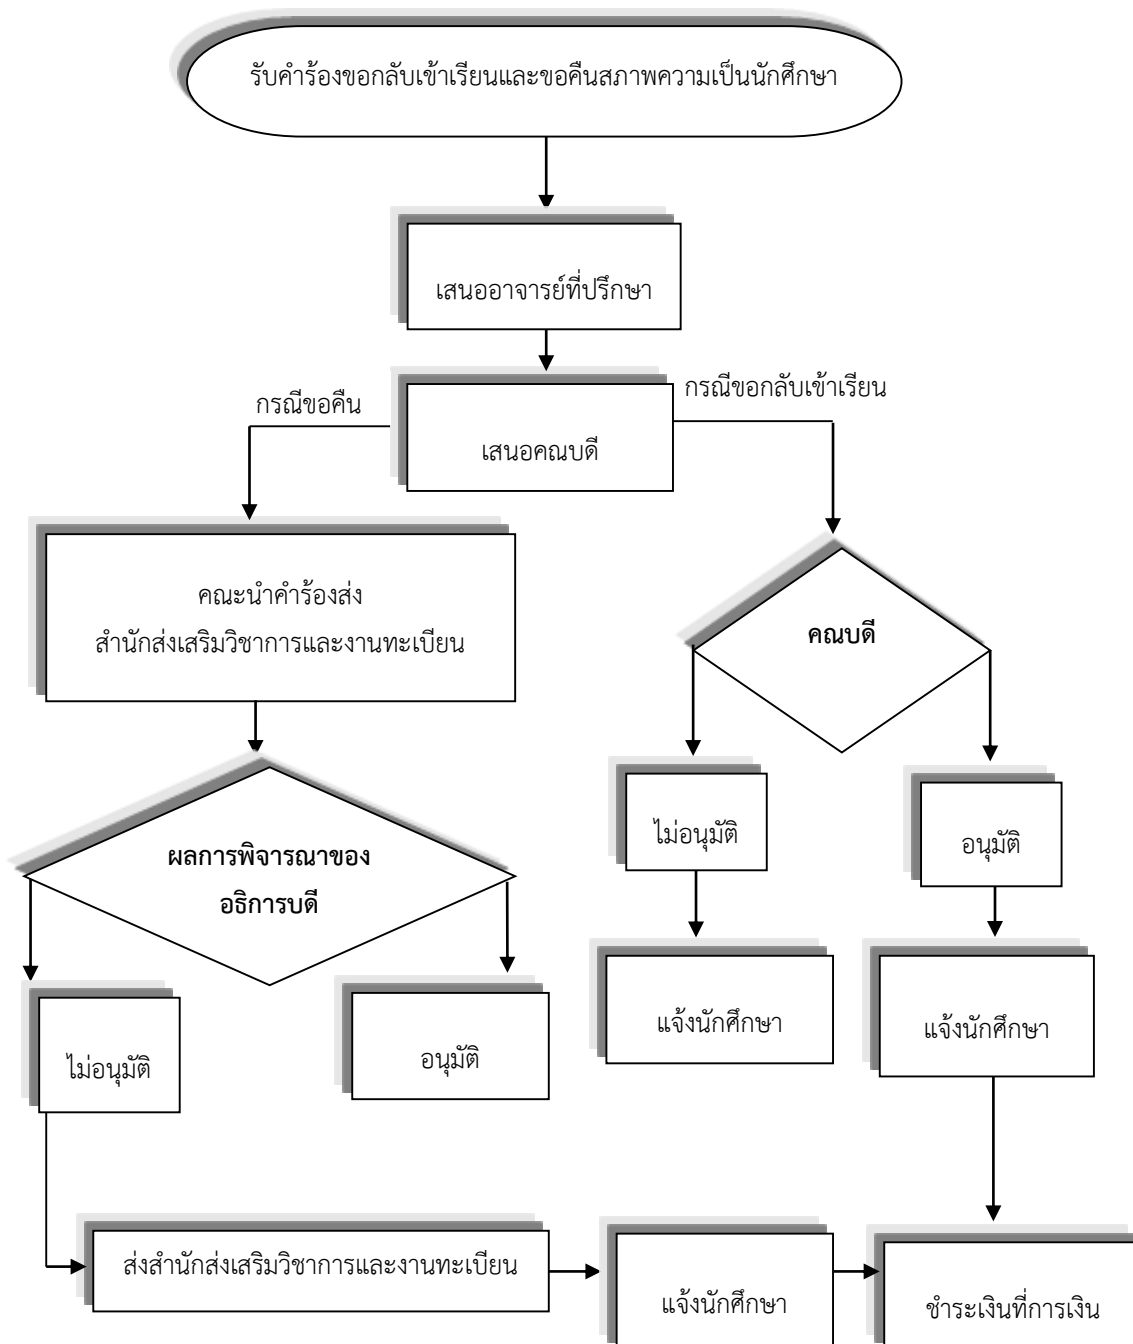 รับคำร้องขอกลับเข้าเรียนและขอคืนสภาพความเป็นนักศึกษา
เสนออาจารย์ที่ปรึกษา
กรณีขอคืน
กรณีขอกลับเข้าเรียน
เสนอคณบดี
คณะนำคำร้องส่ง
สำนักส่งเสริมวิชาการและงานทะเบียน
คณบดี
ไม่อนุมัติ
อนุมัติ
ผลการพิจารณาของ
อธิการบดี
แจ้งนักศึกษา
แจ้งนักศึกษา
ไม่อนุมัติ
อนุมัติ
ส่งสำนักส่งเสริมวิชาการและงานทะเบียน
แจ้งนักศึกษา
ชำระเงินที่การเงิน